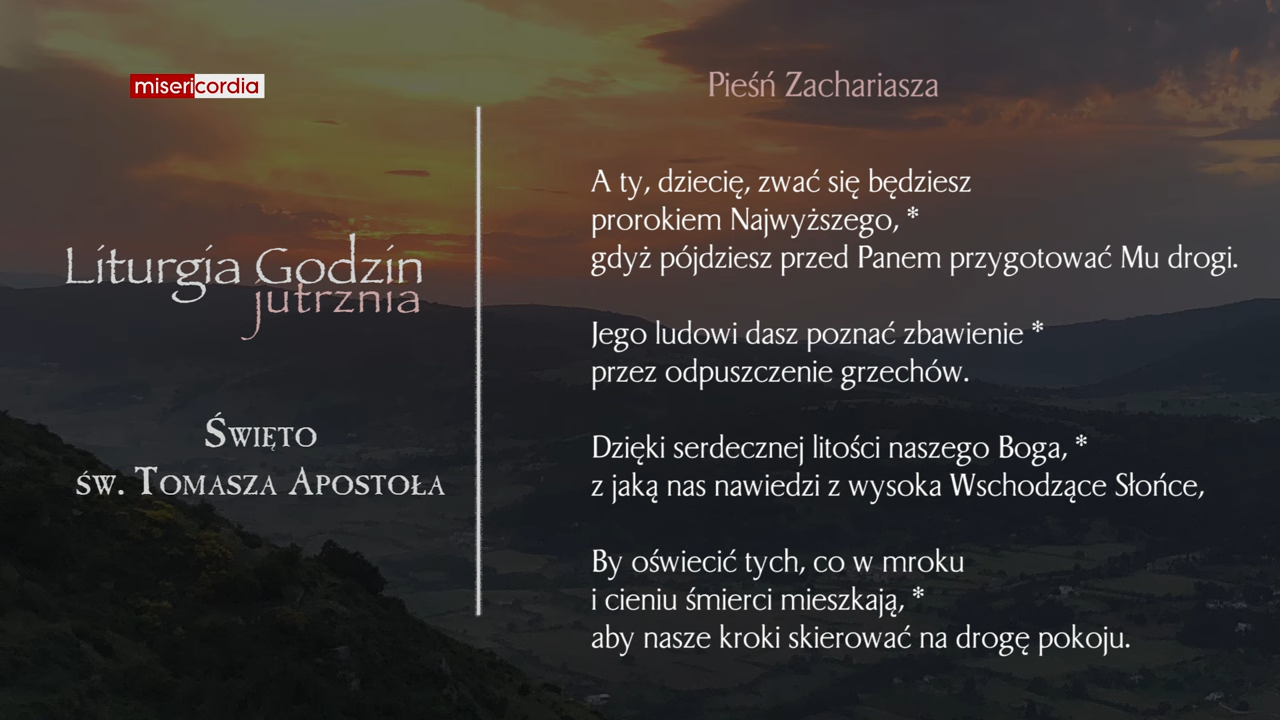 misericordia
Liturgia Godzin
jutrznia
Święto
św. Tomasza Apostoła
Pieśń Zachariasza
A ty, dziecię, zwać się będziesz
prorokiem Najwyższego, *
gdyż pójdziesz przed Panem przygotować Mu drogi.
Jego ludowi dasz poznać zbawienie *
przez odpuszczenie grzechów.
Dzięki serdecznej litości naszego Boga, *
z jaką nas nawiedzi z wysoka Wschodzące Słońce,
By oświecić tych, co w mroku
i cieniu śmierci mieszkają, *
aby nasze kroki skierować na drogę pokoju.